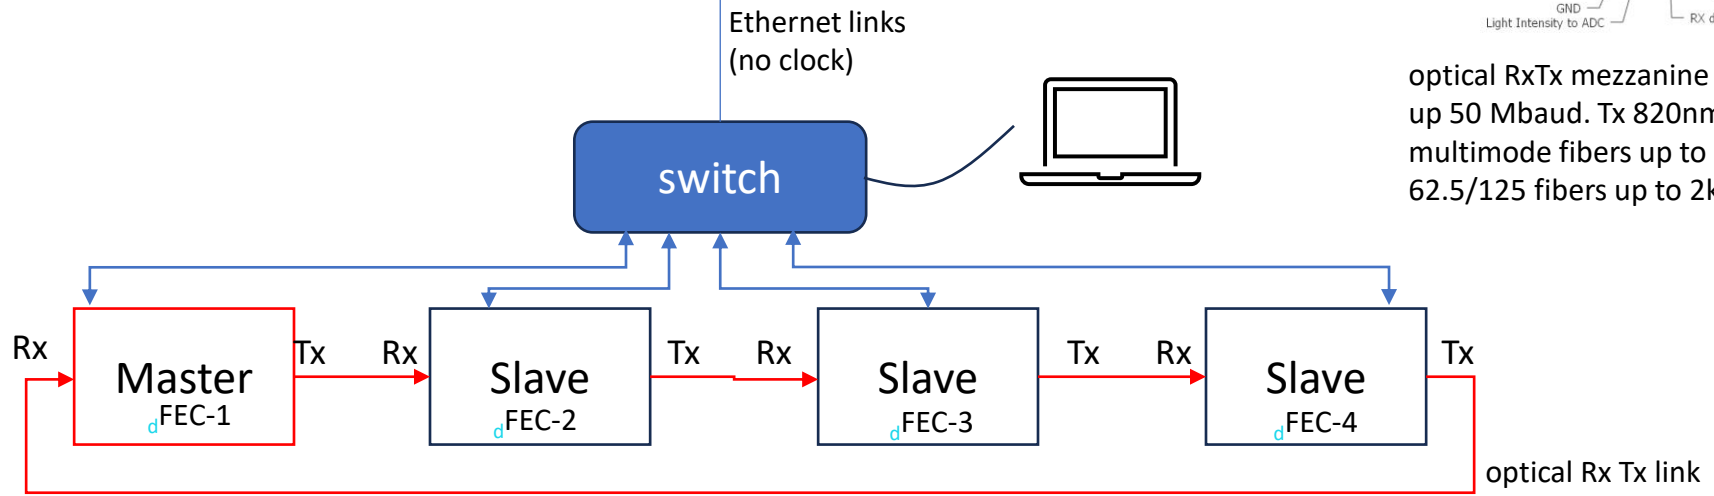 Ethernet links
(no clock)
GND
Light Intensity to ADC
RX
optical RxTx mezzanine
up 50 Mbaud. Tx 820nm
multimode fibers up to
62.5/125 fibers up to 2k
switch
Rx
Master
dFEC-1
Tx
Rx
Slave
dFEC-2
Tx
Rx
Slave
dFEC-3
Tx
Rx
Slave
dFEC-4
Tx
optical Rx Tx link